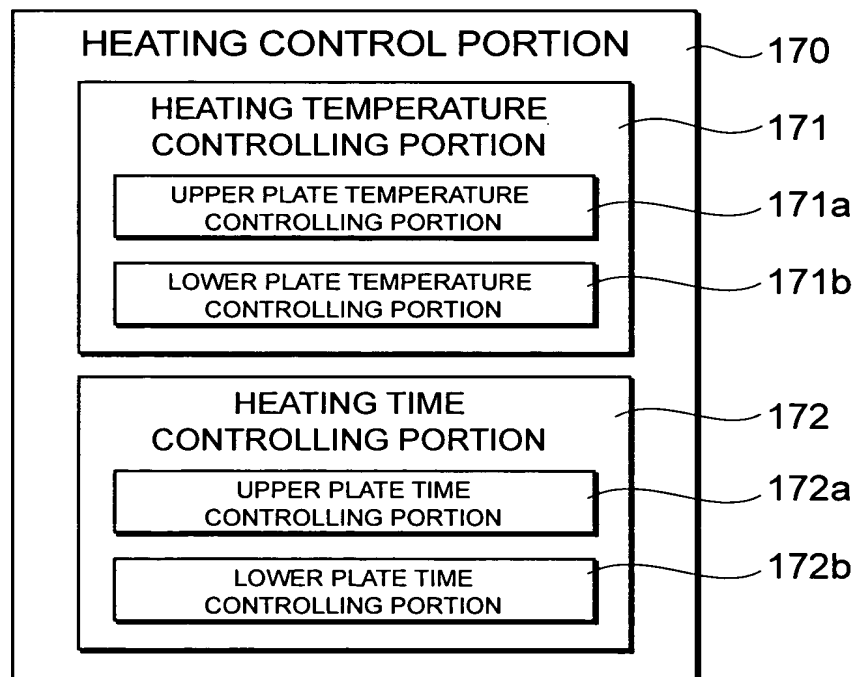 HEATING CONTROL PORTION
170
HEATING TEMPERATURE
CONTROLLING PORTION
171
UPPER PLATE TEMPERATURE
CONTROLLING PORTION
171a
LOWER PLATE TEMPERATURE
CONTROLLING PORTION
171b
HEATING TIME
CONTROLLING PORTION
172
UPPER PLATE TIME
CONTROLLING PORTION
172a
LOWER PLATE TIME
CONTROLLING PORTION
172b